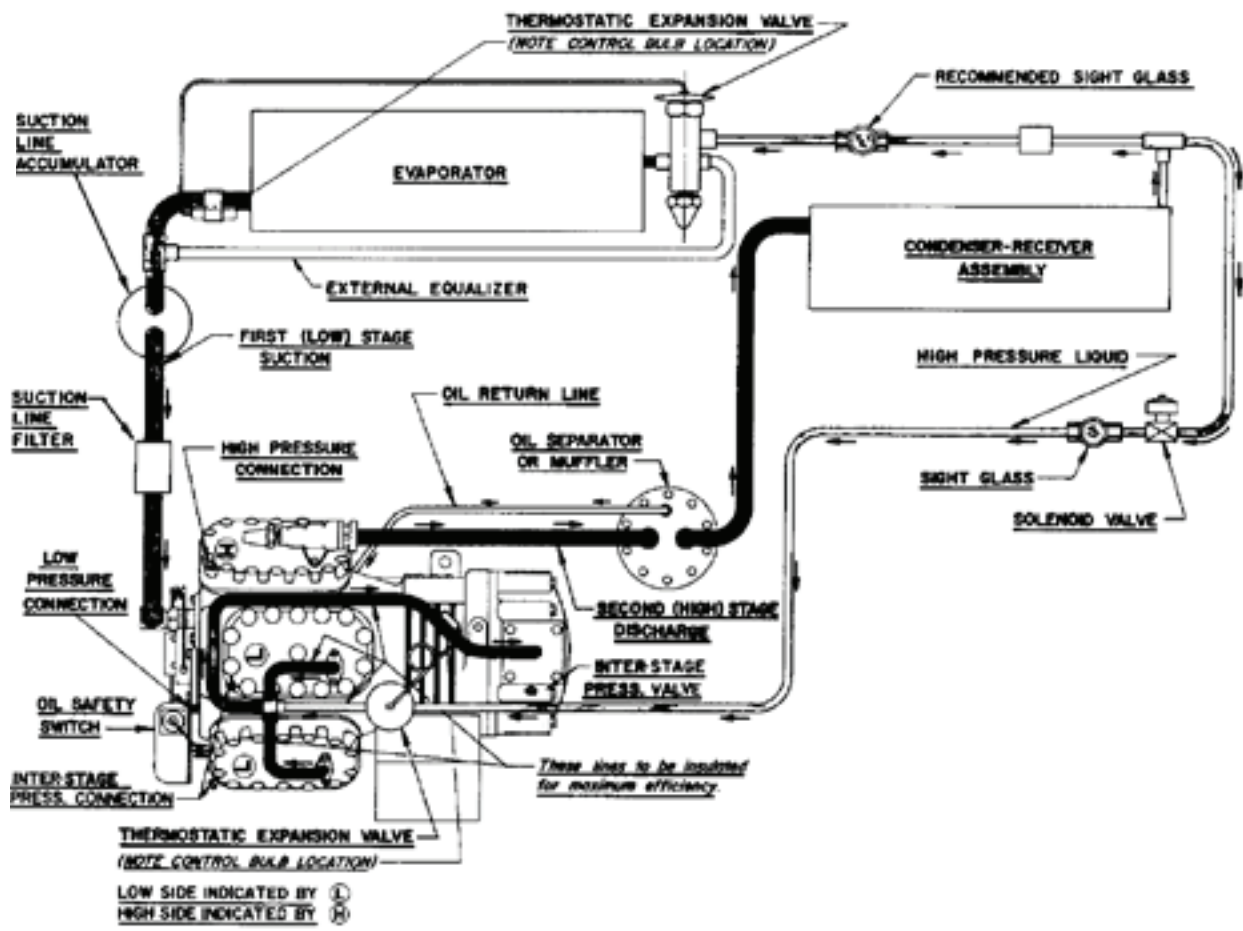 THERMOSTATIC EXPANSION VALVE
(NOTE CONTROL BULB LOCATION)
RECOMMENDED SIGHT GLASS
SUCTION
LINE
ACCUMULATOR
EVAPORATOR
CONDENSER-RECEIVER
ASSEMBLY
EXTERNAL EQUALIZER
FIRST (LOW) STAGE
SUCTION
HIGH PRESSURE LIQUID
SUCTION
LINE
FILTER
OIL RETURN LINE
HIGH PRESSURE
CONNECTION
OIL SEPARATOR
OR MUFFLER
SIGHT GLASS
SOLENOID VALVE
LOW
PRESSURE
CONNECTION
H
SECOND (HIGH) STAGE
DISCHARGE
L
INTER-STAGE
PRESS. VALVE
OIL SAFETY
SWITCH
L
These lines to be insulated
for maximum efficiency.
INTER-STAGE
PRESS. CONNECTION
THERMOSTATIC EXPANSION VALVE
(NOTE CONTROL BULB LOCATION)
LOW SIDE INDICATED BY Ⓛ
HIGH SIDE INDICATED BY Ⓗ